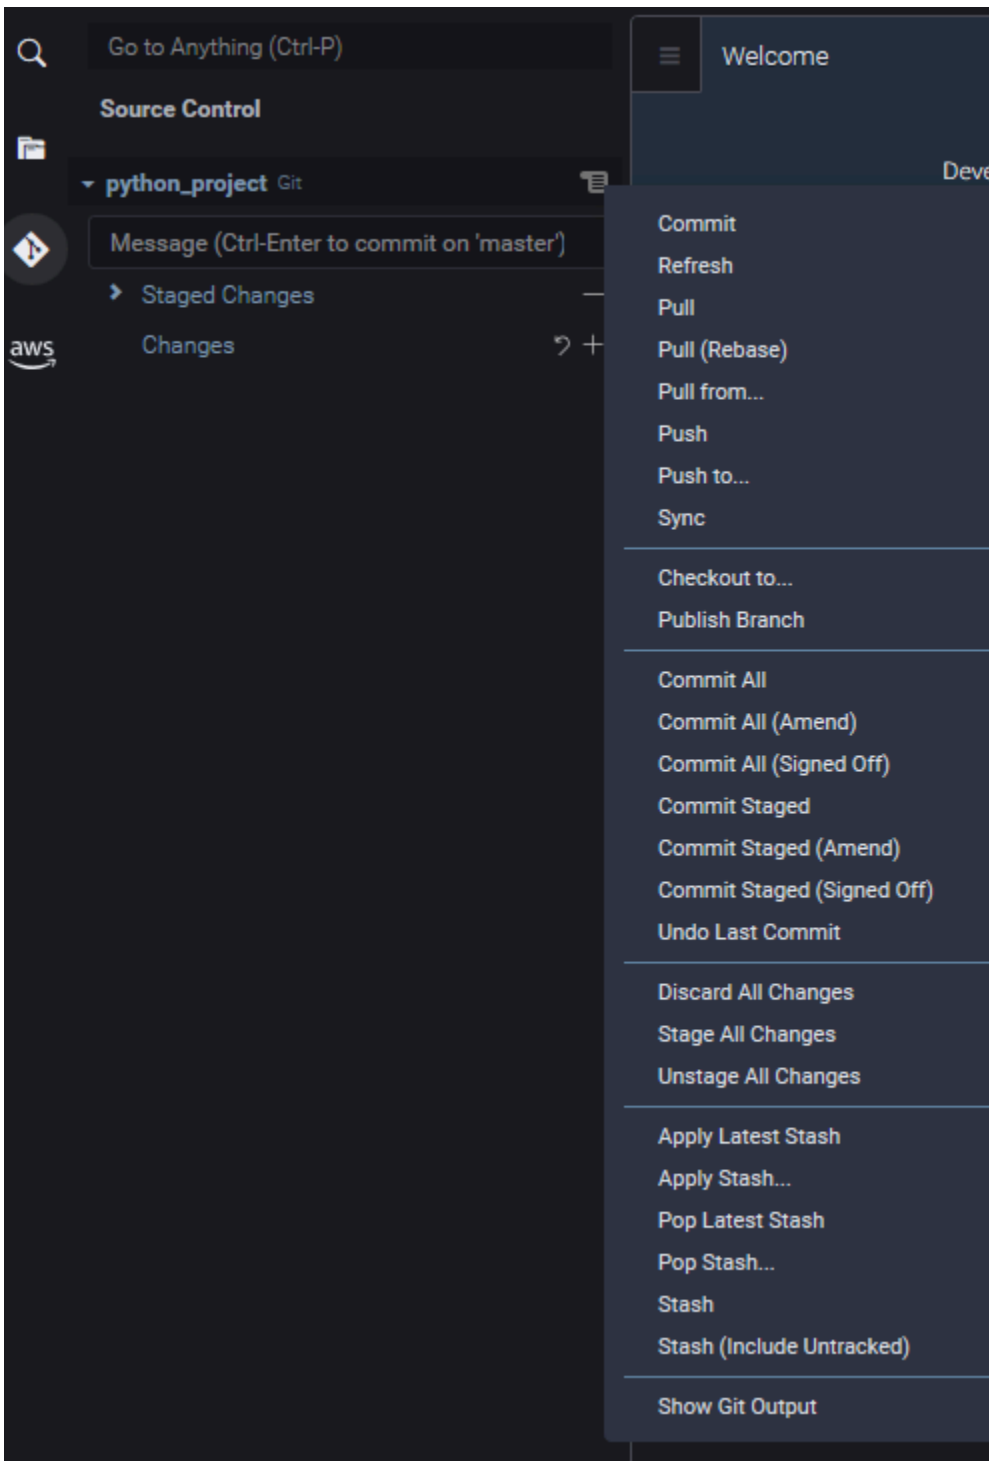 Go to Anything (Ctrl-P)
Source Control
python_project Git
Message (Ctrl-Enter to commit on 'master')
Staged Changes
Changes
aws
Welcome
Deve
Commit
Refresh
Pull
Pull (Rebase)
Pull from...
Push
Push to...
Sync
Checkout to...
Publish Branch
Commit All
Commit All (Amend)
Commit All (Signed Off)
Commit Staged
Commit Staged (Amend)
Commit Staged (Signed Off)
Undo Last Commit
Discard All Changes
Stage All Changes
Unstage All Changes
Apply Latest Stash
Apply Stash...
Pop Latest Stash
Pop Stash...
Stash
Stash (Include Untracked)
Show Git Output